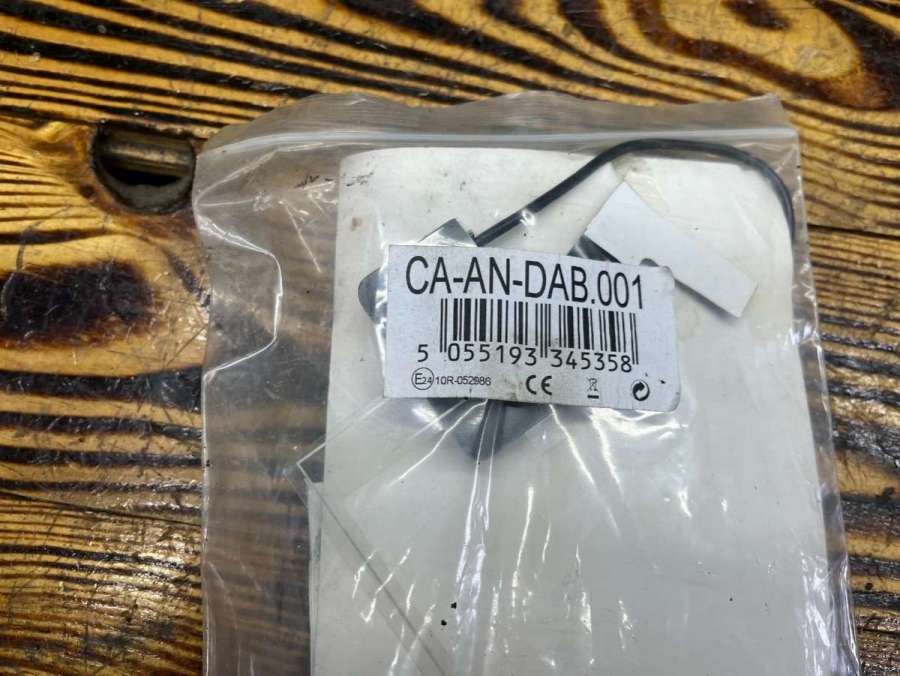 CA-AN-DAB.001
5 055193 345358
E24 10R-052986 CE